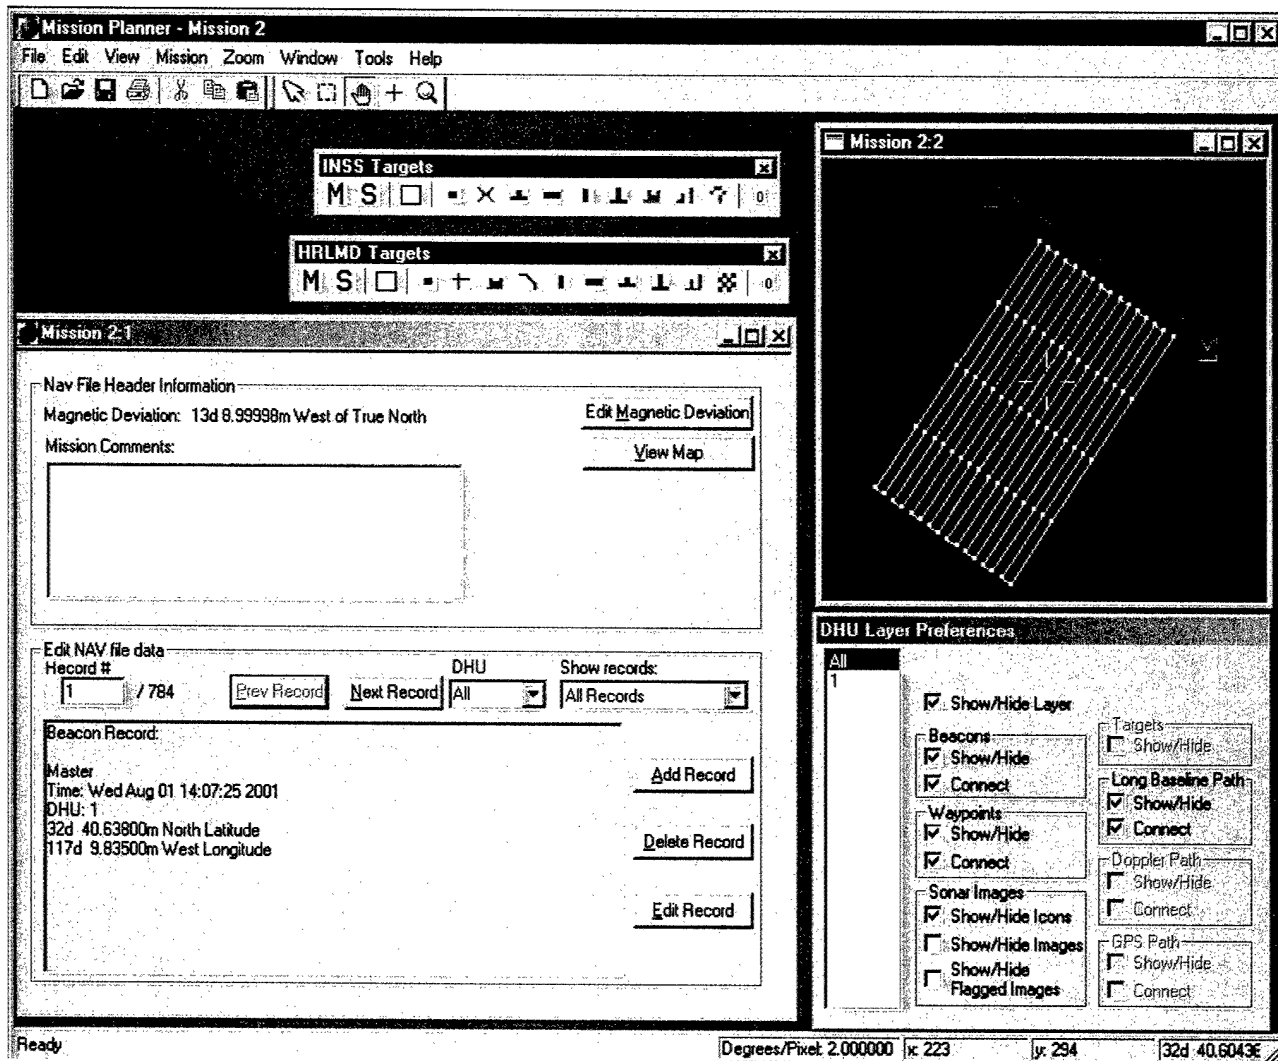 Mission Planner - Mission 2
File Edit View Mission Zoom Window Tools Help
INSS Targets
M S 0
HRLMD Targets
M S 0
Mission 2:1
Nav File Header Information
Magnetic Deviation: 13d 8.99998m West of True North
Edit Magnetic Deviation
Mission Comments:
View Map
Edit NAV file data
Record #
1 / 784
Prev Record
Next Record
DHU
All
Show records:
All Records
Beacon Record:
Master
Time: Wed Aug 01 14:07:25 2001
DHU: 1
32d 40.63800m North Latitude
117d 9.83500m West Longitude
Add Record
Delete Record
Edit Record
Mission 2:2
M
DHU Layer Preferences
All
1
Show/Hide Layer
Beacons
Show/Hide
Connect
Waypoints
Show/Hide
Connect
Sonar Images
Show/Hide Icons
Show/Hide Images
Show/Hide
Flagged Images
Targets
Show/Hide
Long Baseline Path
Show/Hide
Connect
Doppler Path
Show/Hide
Connect
GPS Path
Show/Hide
Connect
Ready
Degrees/Pixel: 2.000000 x: 223 y: 294 32d 40.6043